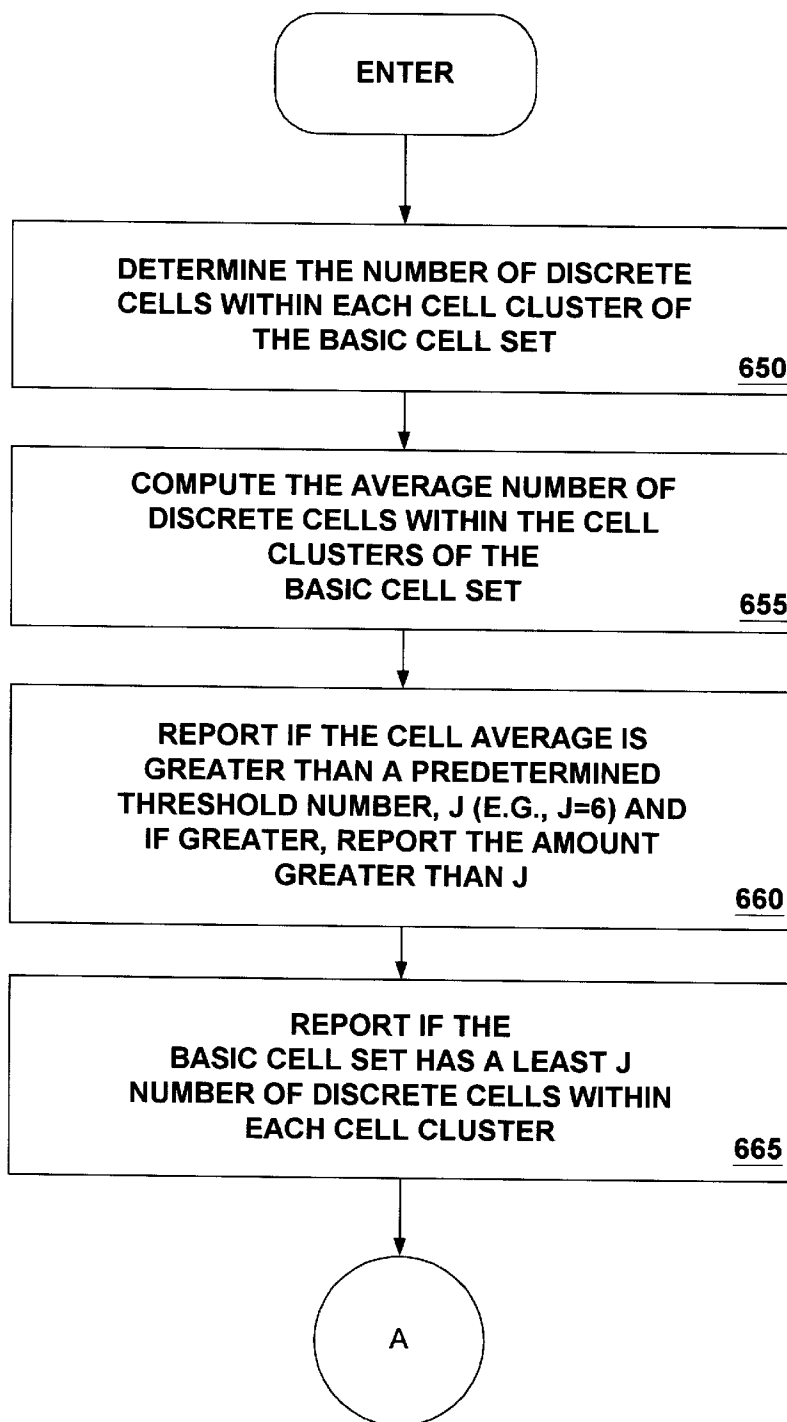 ENTER
DETERMINE THE NUMBER OF DISCRETE
CELLS WITHIN EACH CELL CLUSTER OF
THE BASIC CELL SET
650
COMPUTE THE AVERAGE NUMBER OF
DISCRETE CELLS WITHIN THE CELL
CLUSTERS OF THE
BASIC CELL SET
655
REPORT IF THE CELL AVERAGE IS
GREATER THAN A PREDETERMINED
THRESHOLD NUMBER, J (E.G., J=6) AND
IF GREATER, REPORT THE AMOUNT
GREATER THAN J
660
REPORT IF THE
BASIC CELL SET HAS A LEAST J
NUMBER OF DISCRETE CELLS WITHIN
EACH CELL CLUSTER
665
A